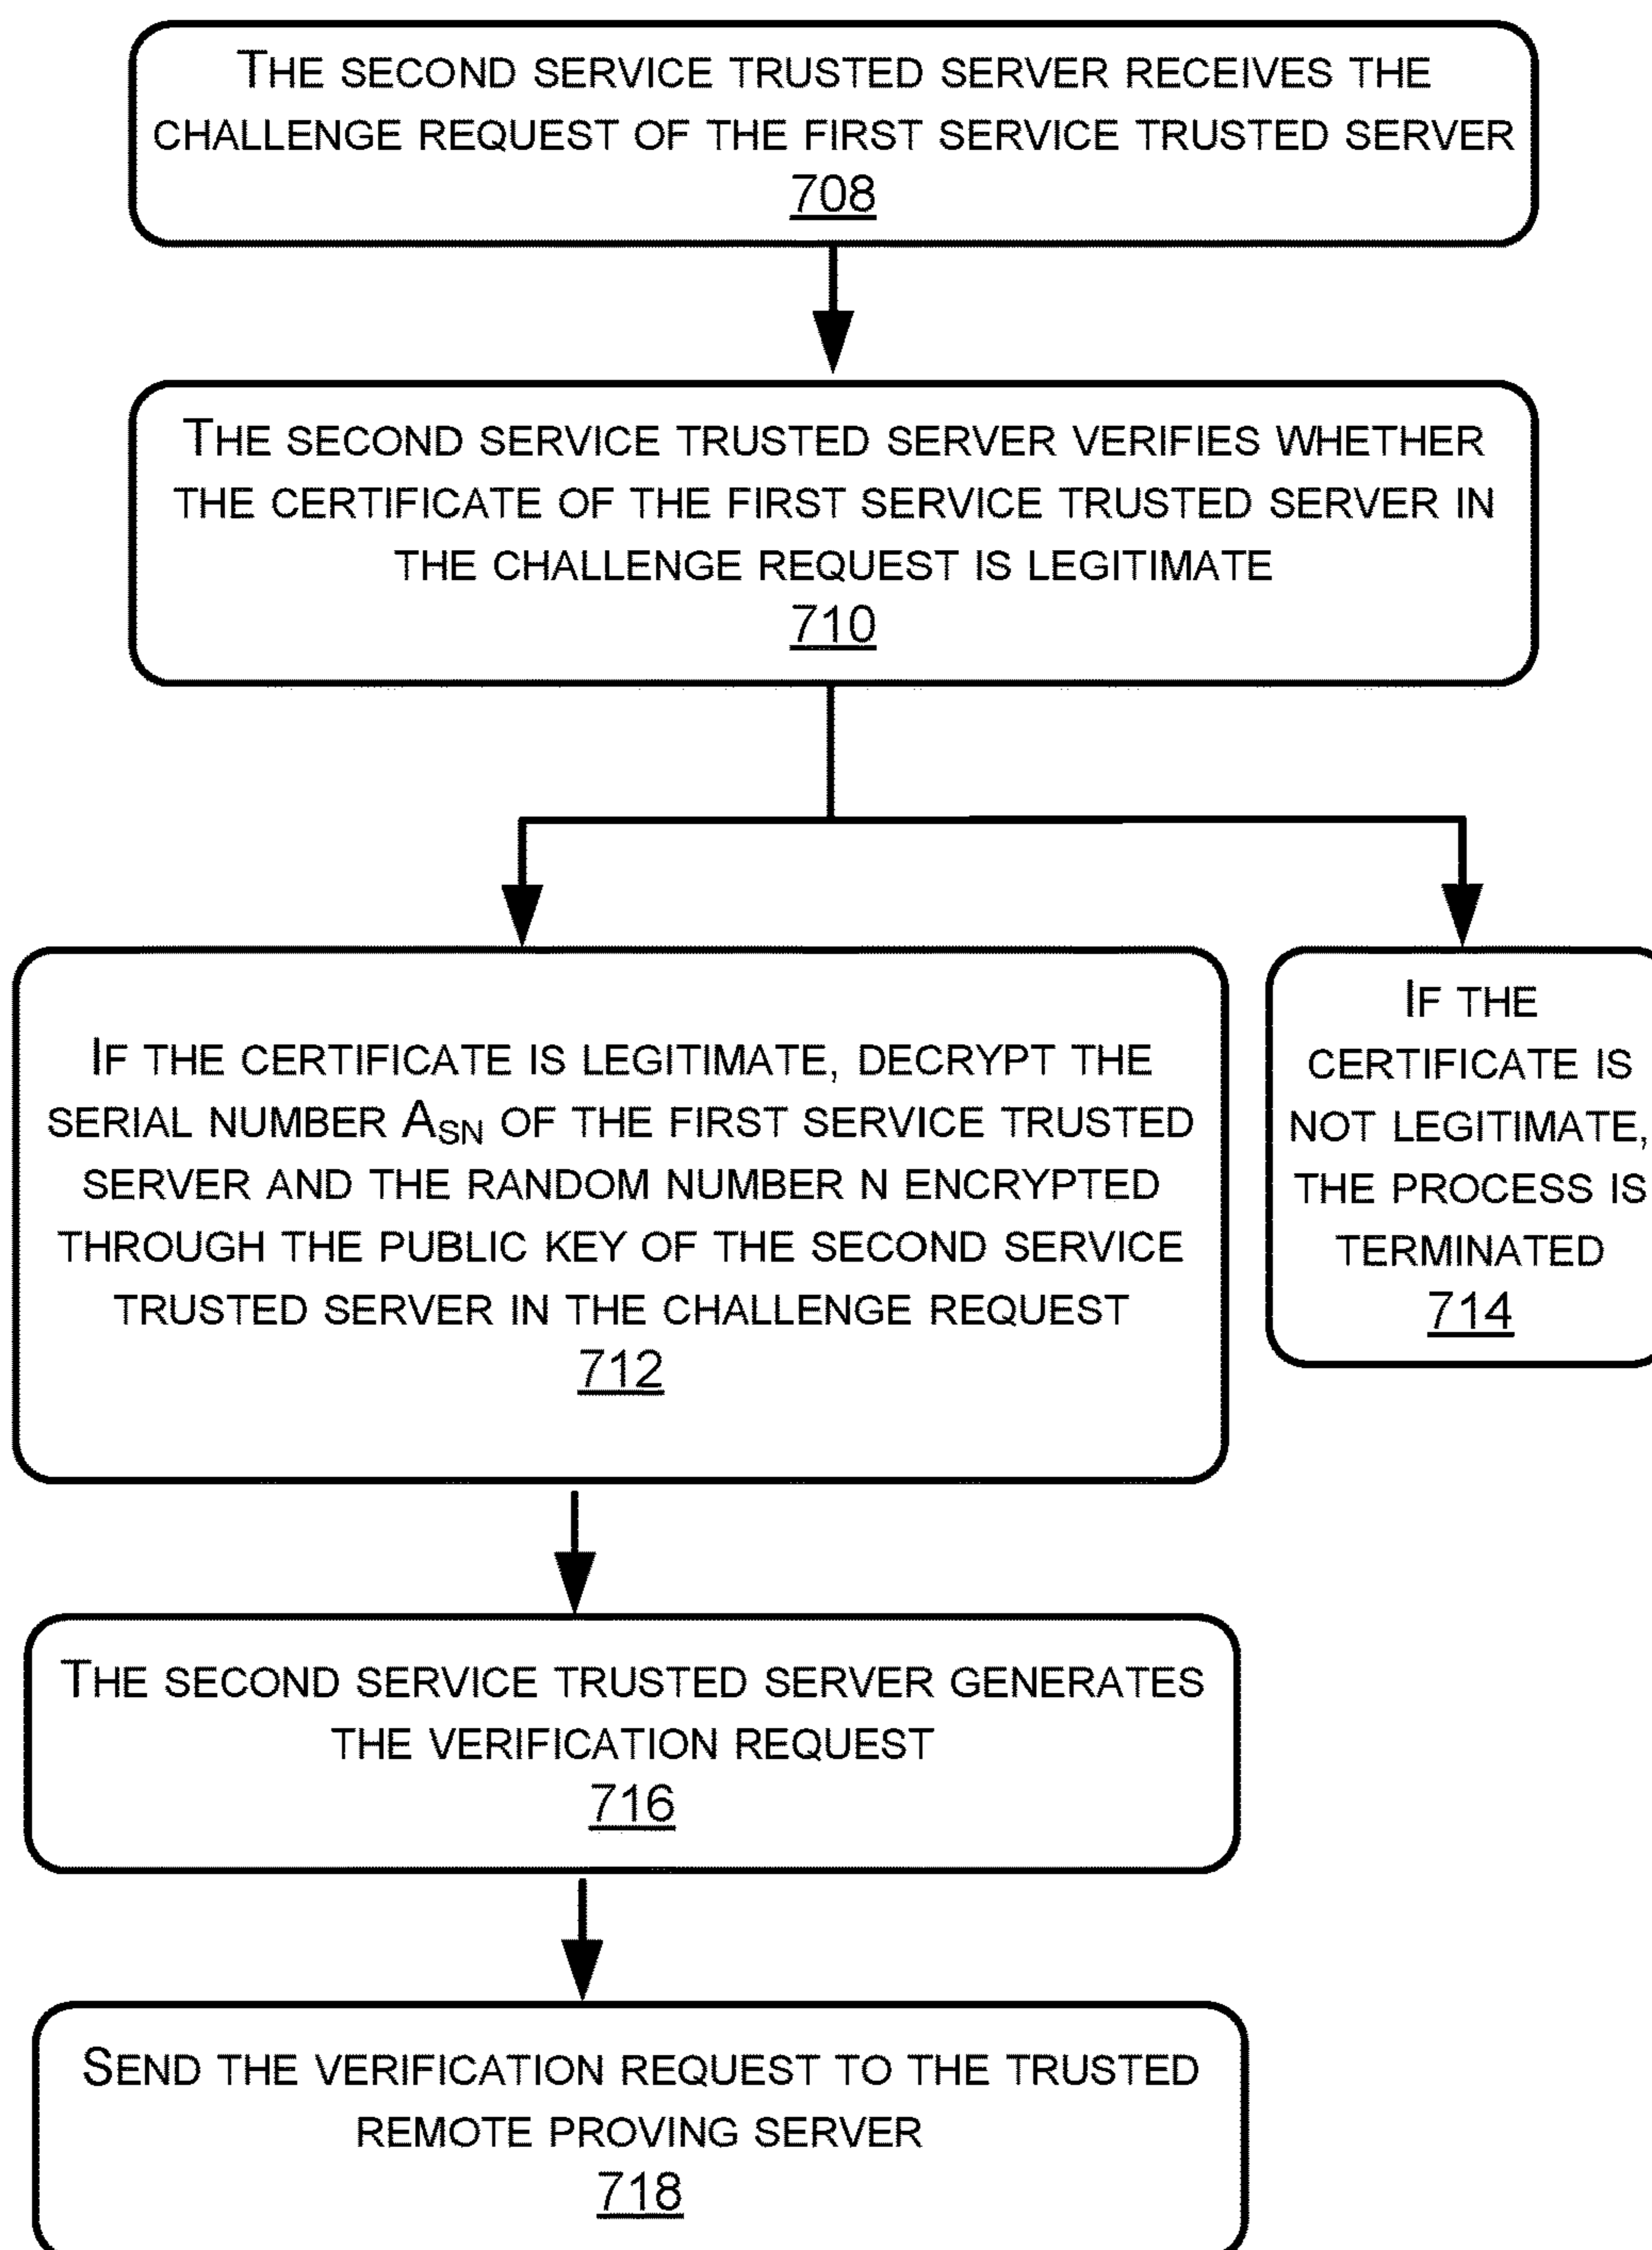 THE SECOND SERVICE TRUSTED SERVER RECEIVES THE
CHALLENGE REQUEST OF THE FIRST SERVICE TRUSTED SERVER
708
THE SECOND SERVICE TRUSTED SERVER VERIFIES WHETHER
THE CERTIFICATE OF THE FIRST SERVICE TRUSTED SERVER IN
THE CHALLENGE REQUEST IS LEGITIMATE
710
IF THE CERTIFICATE IS LEGITIMATE, DECRYPT THE
SERIAL NUMBER ASN OF THE FIRST SERVICE TRUSTED
SERVER AND THE RANDOM NUMBER N ENCRYPTED
THROUGH THE PUBLIC KEY OF THE SECOND SERVICE
TRUSTED SERVER IN THE CHALLENGE REQUEST
712
IF THE
CERTIFICATE IS
NOT LEGITIMATE,
THE PROCESS IS
TERMINATED
714
THE SECOND SERVICE TRUSTED SERVER GENERATES
THE VERIFICATION REQUEST
716
SEND THE VERIFICATION REQUEST TO THE TRUSTED
REMOTE PROVING SERVER
718